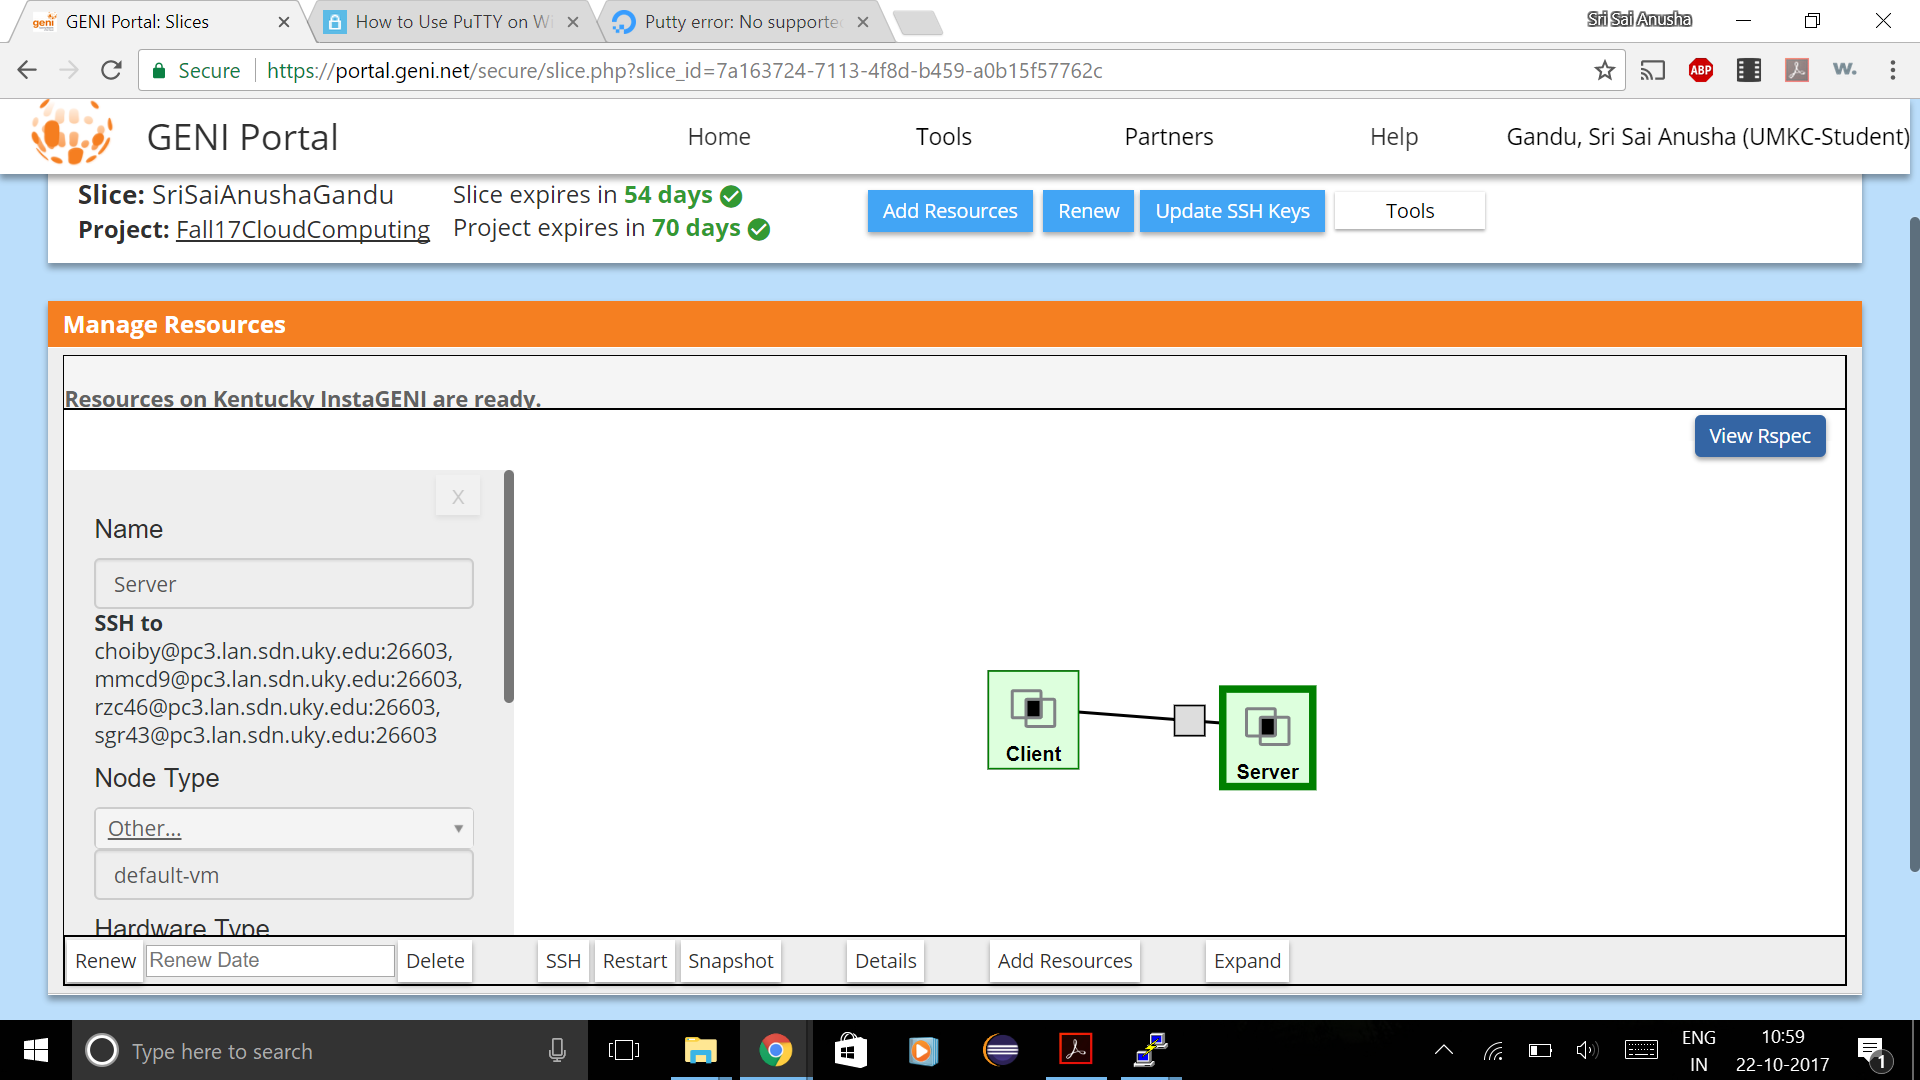 geni GENI Portal: Slices
How to Use PuTTY on Wi
Putty error: No supporte
Sri Sai Anusha
Secure
https://portal.geni.net/secure/slice.php?slice_id=7a163724-7113-4f8d-b459-a0b15f57762c
ABP
w.
GENI Portal
Home
Tools
Partners
Help
Gandu, Sri Sai Anusha (UMKC-Student)
Slice: SriSaiAnushaGandu
Slice expires in 54 days
Project: Fall17CloudComputing
Project expires in 70 days
Add Resources
Renew
Update SSH Keys
Tools
Manage Resources
Resources on Kentucky InstaGENI are ready.
View Rspec
X
Name
Server
SSH to
choiby@pc3.lan.sdn.uky.edu:26603,
mmcd9@pc3.lan.sdn.uky.edu:26603,
rzc46@pc3.lan.sdn.uky.edu:26603,
sgr43@pc3.lan.sdn.uky.edu:26603
Node Type
Other...
default-vm
Hardware Type
Client
Server
Renew
Renew Date
Delete
SSH
Restart
Snapshot
Details
Add Resources
Expand
Type here to search
ENG
IN
10:59
22-10-2017
1